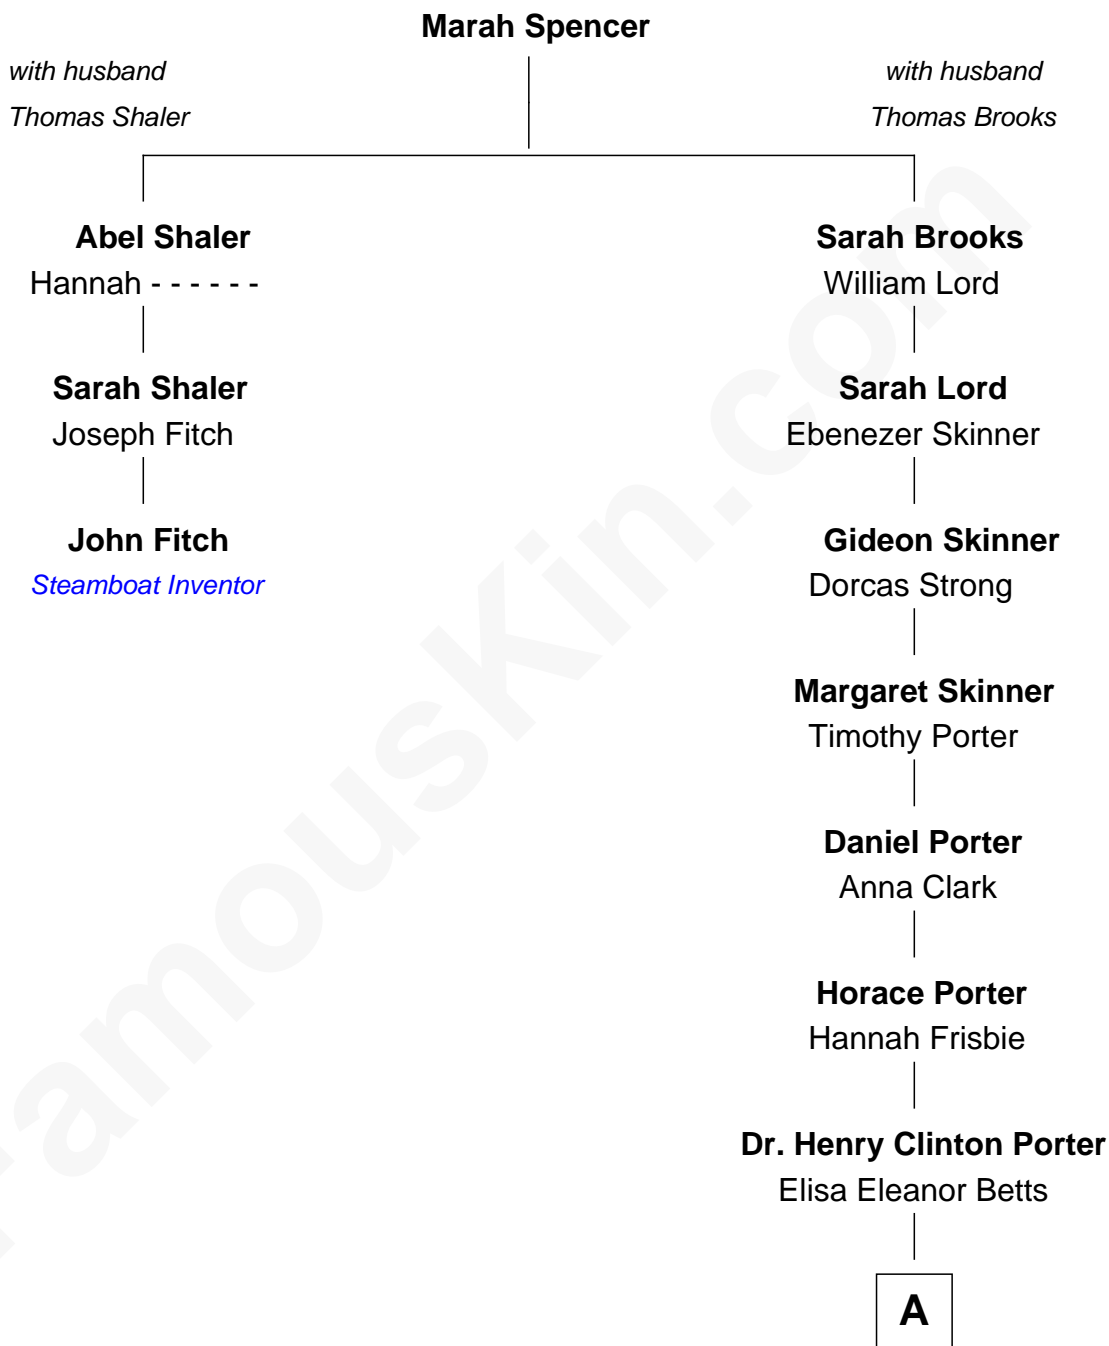 Marah Spencer
with husband
Thomas Shaler
with husband
Thomas Brooks
Abel Shaler
Hannah - - - - - -
Sarah Shaler
Joseph Fitch
John Fitch
Steamboat Inventor
Sarah Brooks
William Lord
Sarah Lord
Ebenezer Skinner
Gideon Skinner
Dorcas Strong
Margaret Skinner
Timothy Porter
Daniel Porter
Anna Clark
Horace Porter
Hannah Frisbie
Dr. Henry Clinton Porter
Elisa Eleanor Betts
A
FamousKin.com